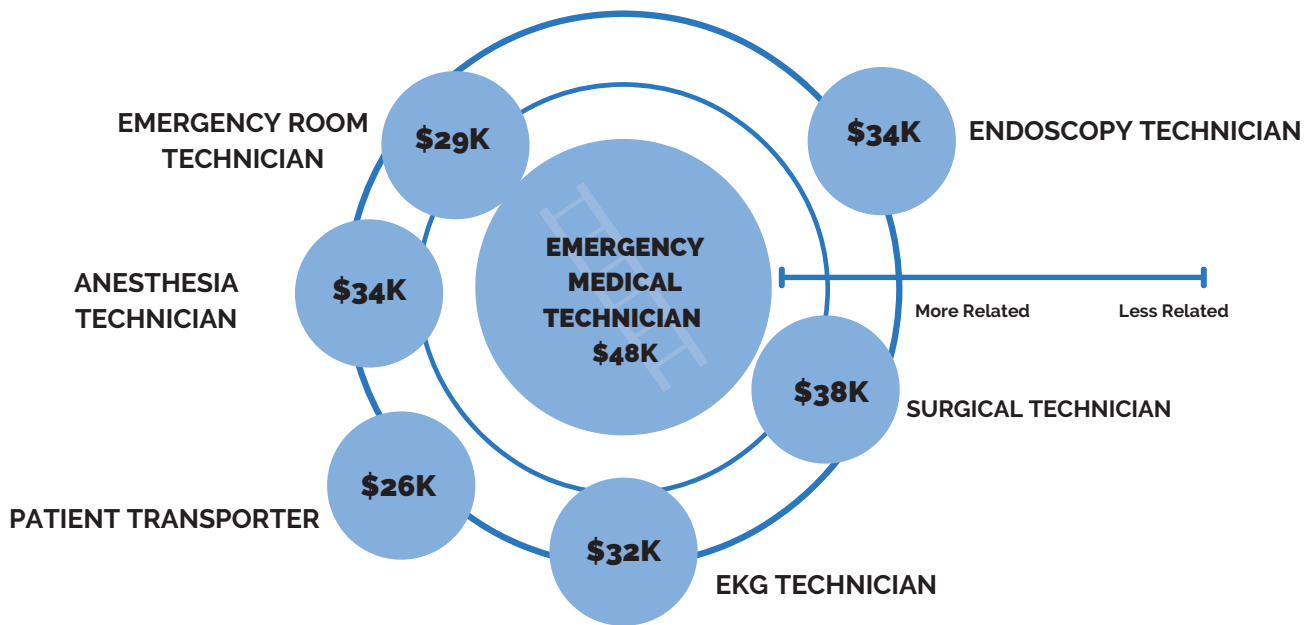 EMERGENCY ROOM
TECHNICIAN
$29K
$34K
ENDOSCOPY TECHNICIAN
EMERGENCY
MEDICAL
TECHNICIAN
$48K
ANESTHESIA
TECHNICIAN
$34K
More Related
Less Related
$38K
SURGICAL TECHNICIAN
$26K
PATIENT TRANSPORTER
$32K
EKG TECHNICIAN